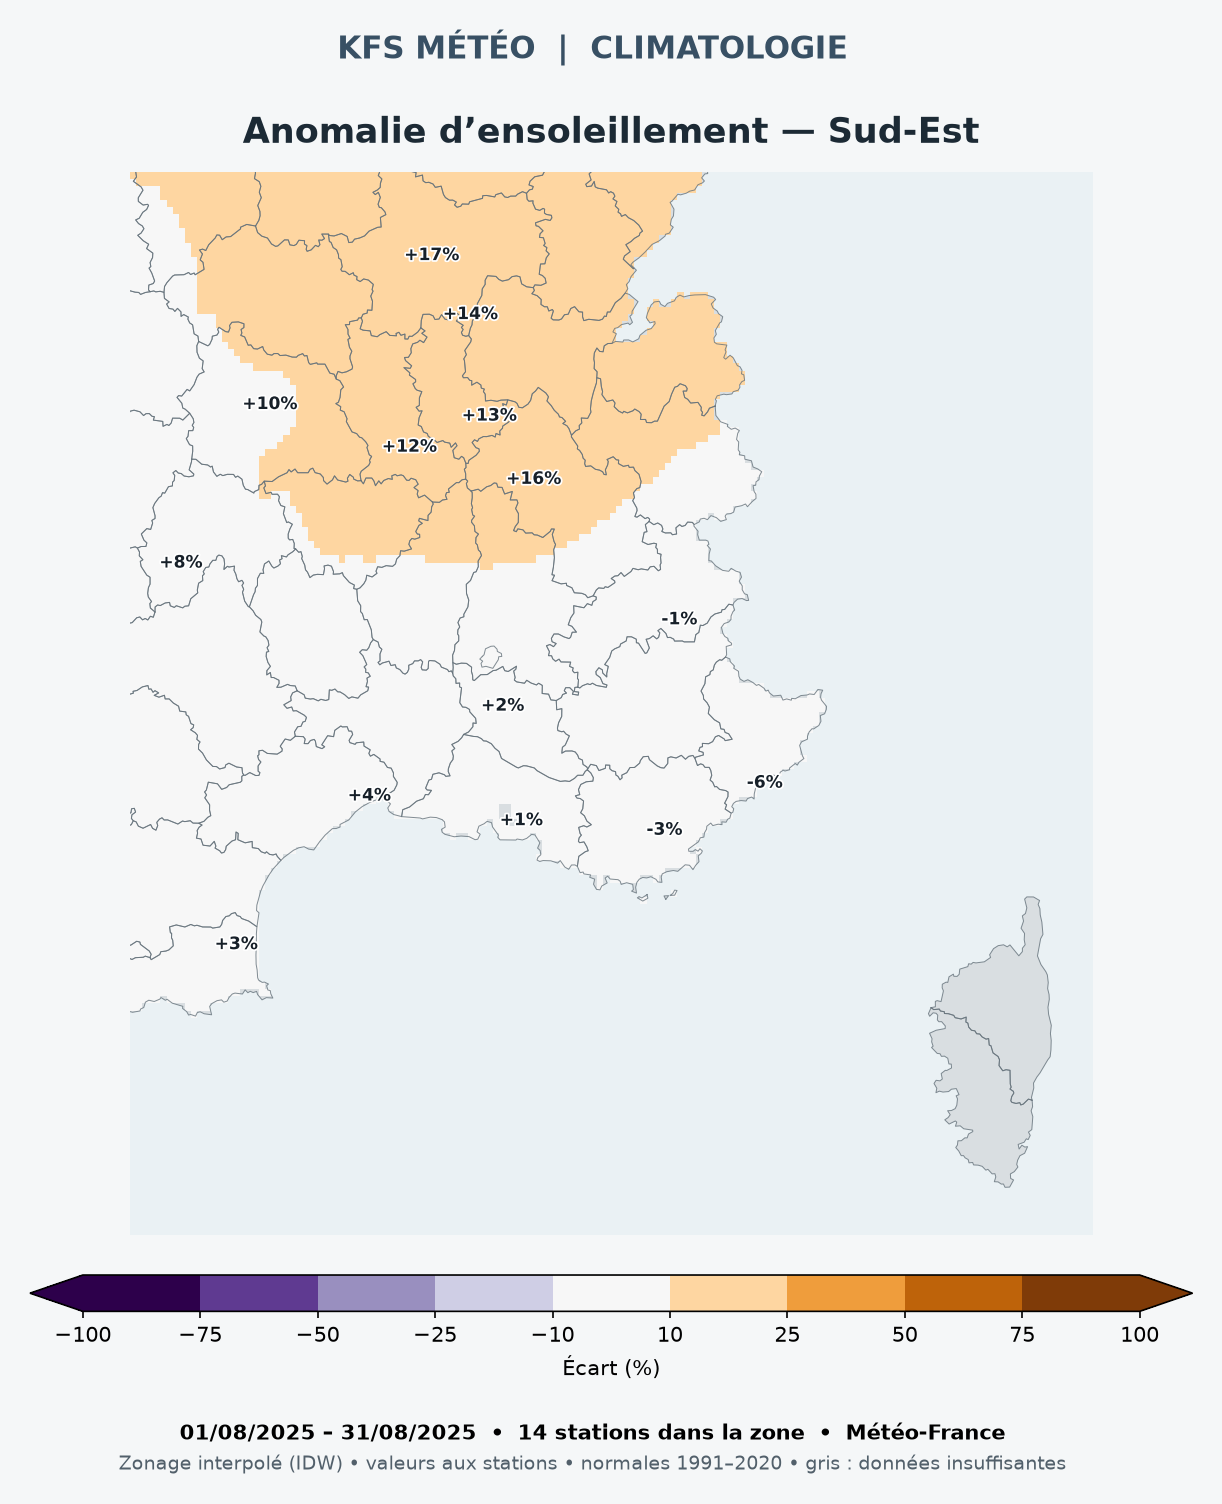 KFS MÉTÉO | CLIMATOLOGIE
Anomalie d’ensoleillement — Sud-Est
+17%
+14%
+10%
+13%
+12%
+16%
+8%
-1%
+2%
-6%
+4%
+1%
-3%
+3%
−100 −75 −50 −25 −10 10 25 50 75 100
Écart (%)
01/08/2025 – 31/08/2025 • 14 stations dans la zone • Météo-France
Zonage interpolé (IDW) • valeurs aux stations • normales 1991–2020 • gris : données insuffisantes